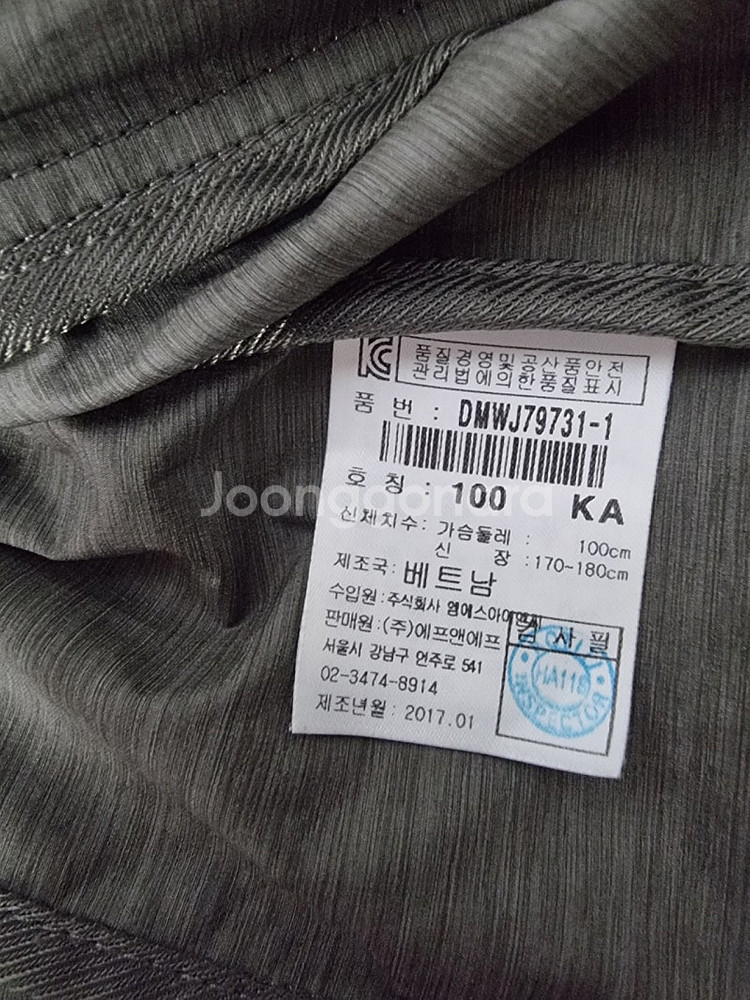 품질경영및공산품안전
관리법에의한품질표시
품 번 : DMWJ79731-1
호 칭 : 100 KA
신체치수: 가슴둘레 : 100cm
신 장 : 170~180cm
제조국: 베트남
수입원 : 주식회사 엠에스아이앤씨
판매원 : (주)에프앤에프
검 사 필
서울시 강남구 언주로 541
02-3474-8914
제조년월 : 2017.01
HA118
INSPECTOR
Joongonara